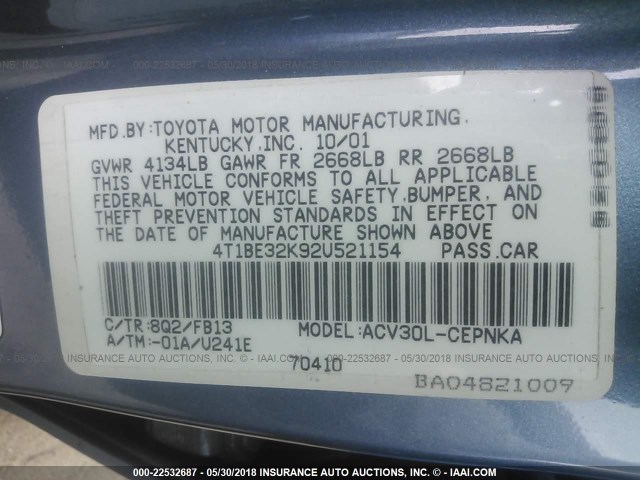 MFD.BY:TOYOTA MOTOR MANUFACTURING,
KENTUCKY,INC. 10/01
GVWR 4134LB GAWR FR 2668LB RR 2668LB
THIS VEHICLE CONFORMS TO ALL APPLICABLE
FEDERAL MOTOR VEHICLE SAFETY,BUMPER, AND
THEFT PREVENTION STANDARDS IN EFFECT ON
THE DATE OF MANUFACTURE SHOWN ABOVE
4T1BE32K92U521154 PASS.CAR
C/TR:8Q2/FB13 MODEL:ACV30L-CEPNKA
A/TM:-01A/U241E
70410
BA04821009
000-22532687 - 05/30/2018 INSURANCE AUTO AUCTIONS INC. - C - IAAI.COM